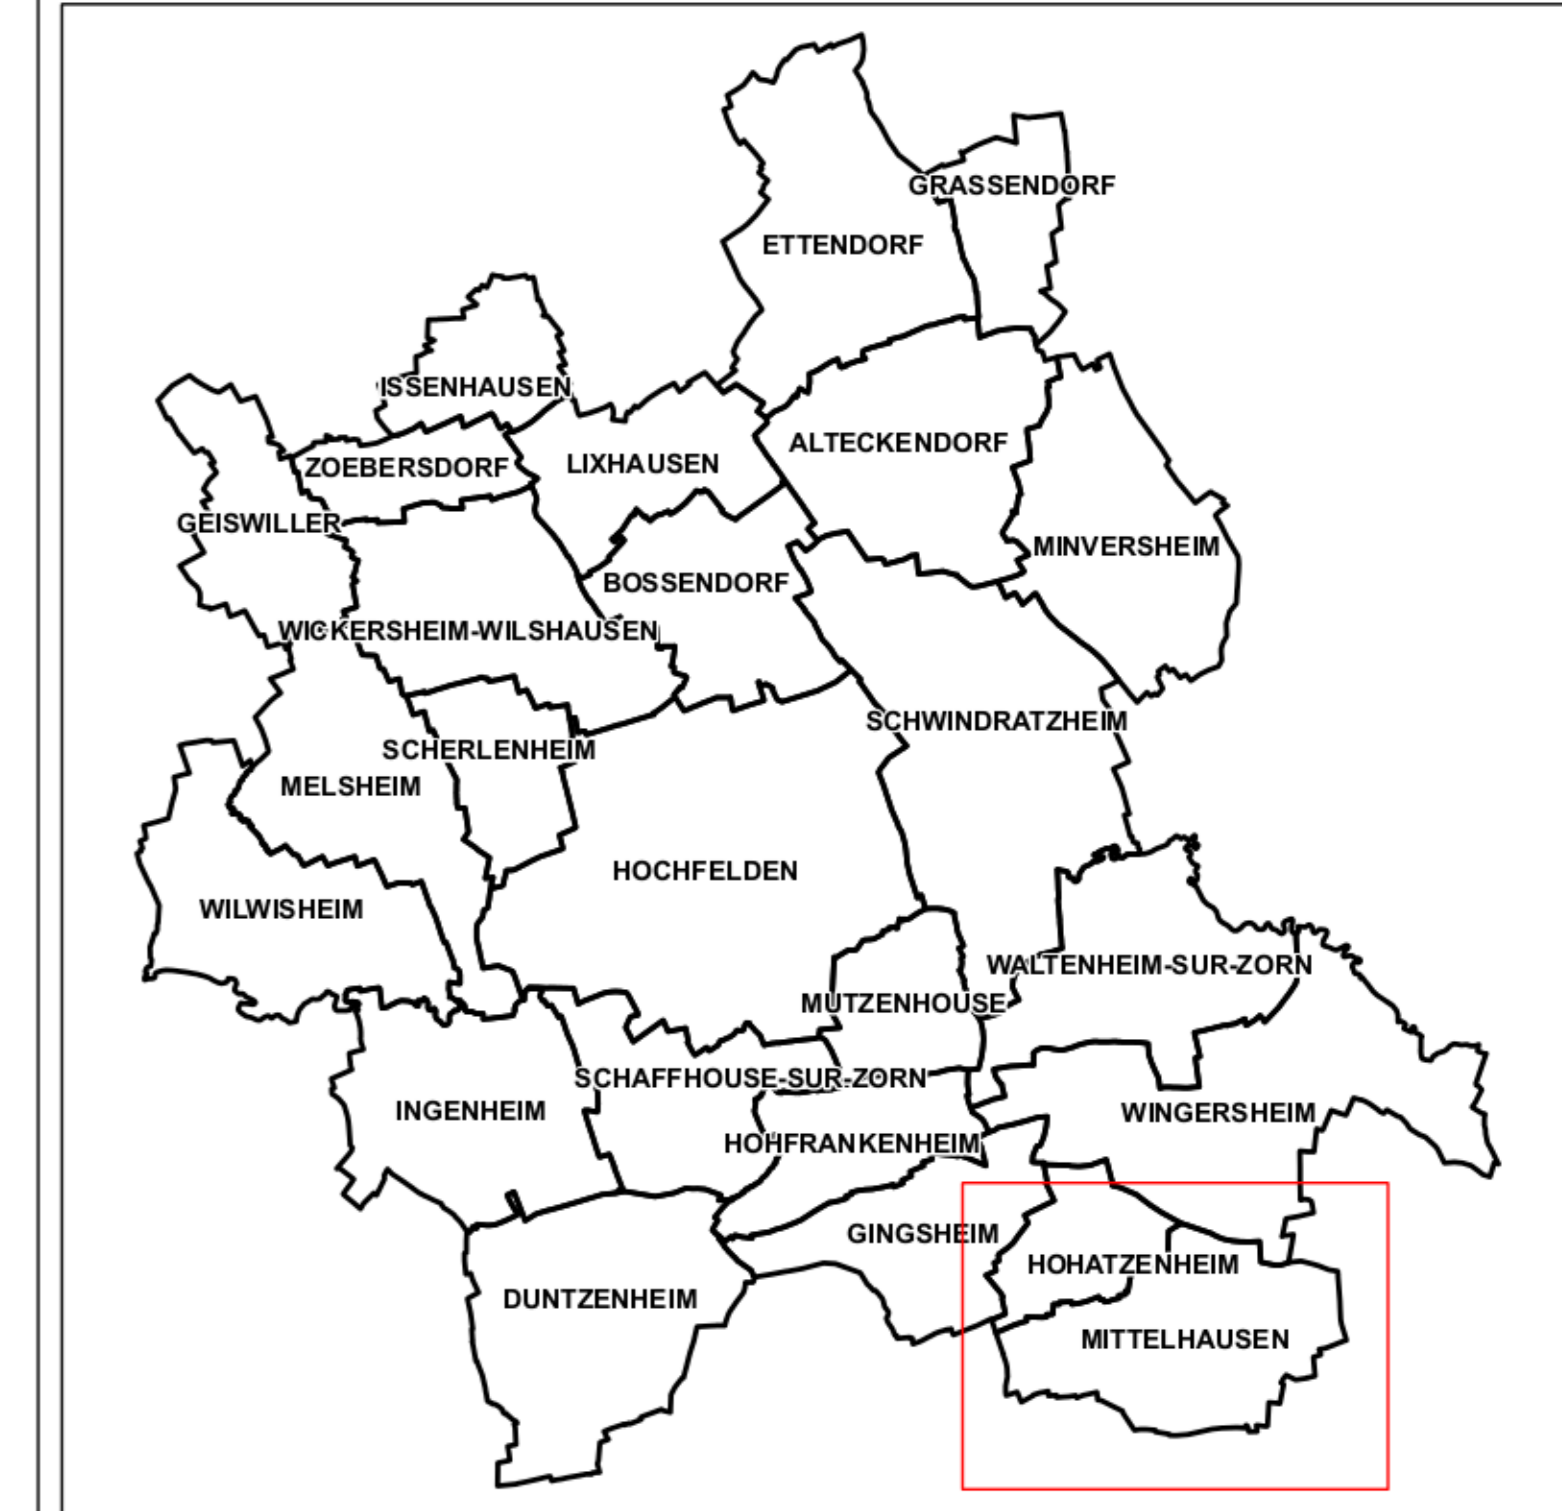 GRASSENDORF
ETTENDORF
ISSENHAUSEN
ALTECKENDORF
LIXHAUSEN
ZOEBERSDORF
GEISWILLER
MINVERSHEIM
BOSSENDORF
WICKERSHEIM-WILSHAUSEN
SCHWINDRATZHEIM
SCHERLENHEIM
MELSHEIM
HOCHFELDEN
WILWISHEIM
WALTENHEIM-SUR-ZORN
MUTZENHOUSE
SCHAFFHOUSE-SUR-ZORN
INGENHEIM
WINGERSHEIM
HOHFRANKENHEIM
GINGSHEIM
HOHATZENHEIM
DUNTZENHEIM
MITTELHAUSEN